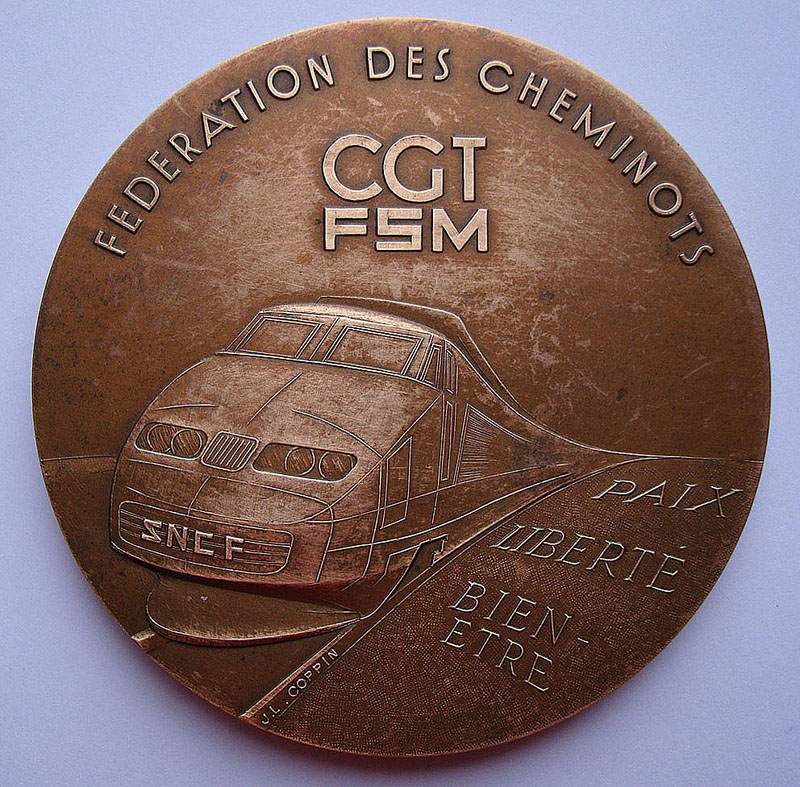 FEDERATION DES CHEMINOTS
CGT
FSM
PAIX
LIBERTÉ
BIEN-
ETRE
SNCF
J.L. COPPIN